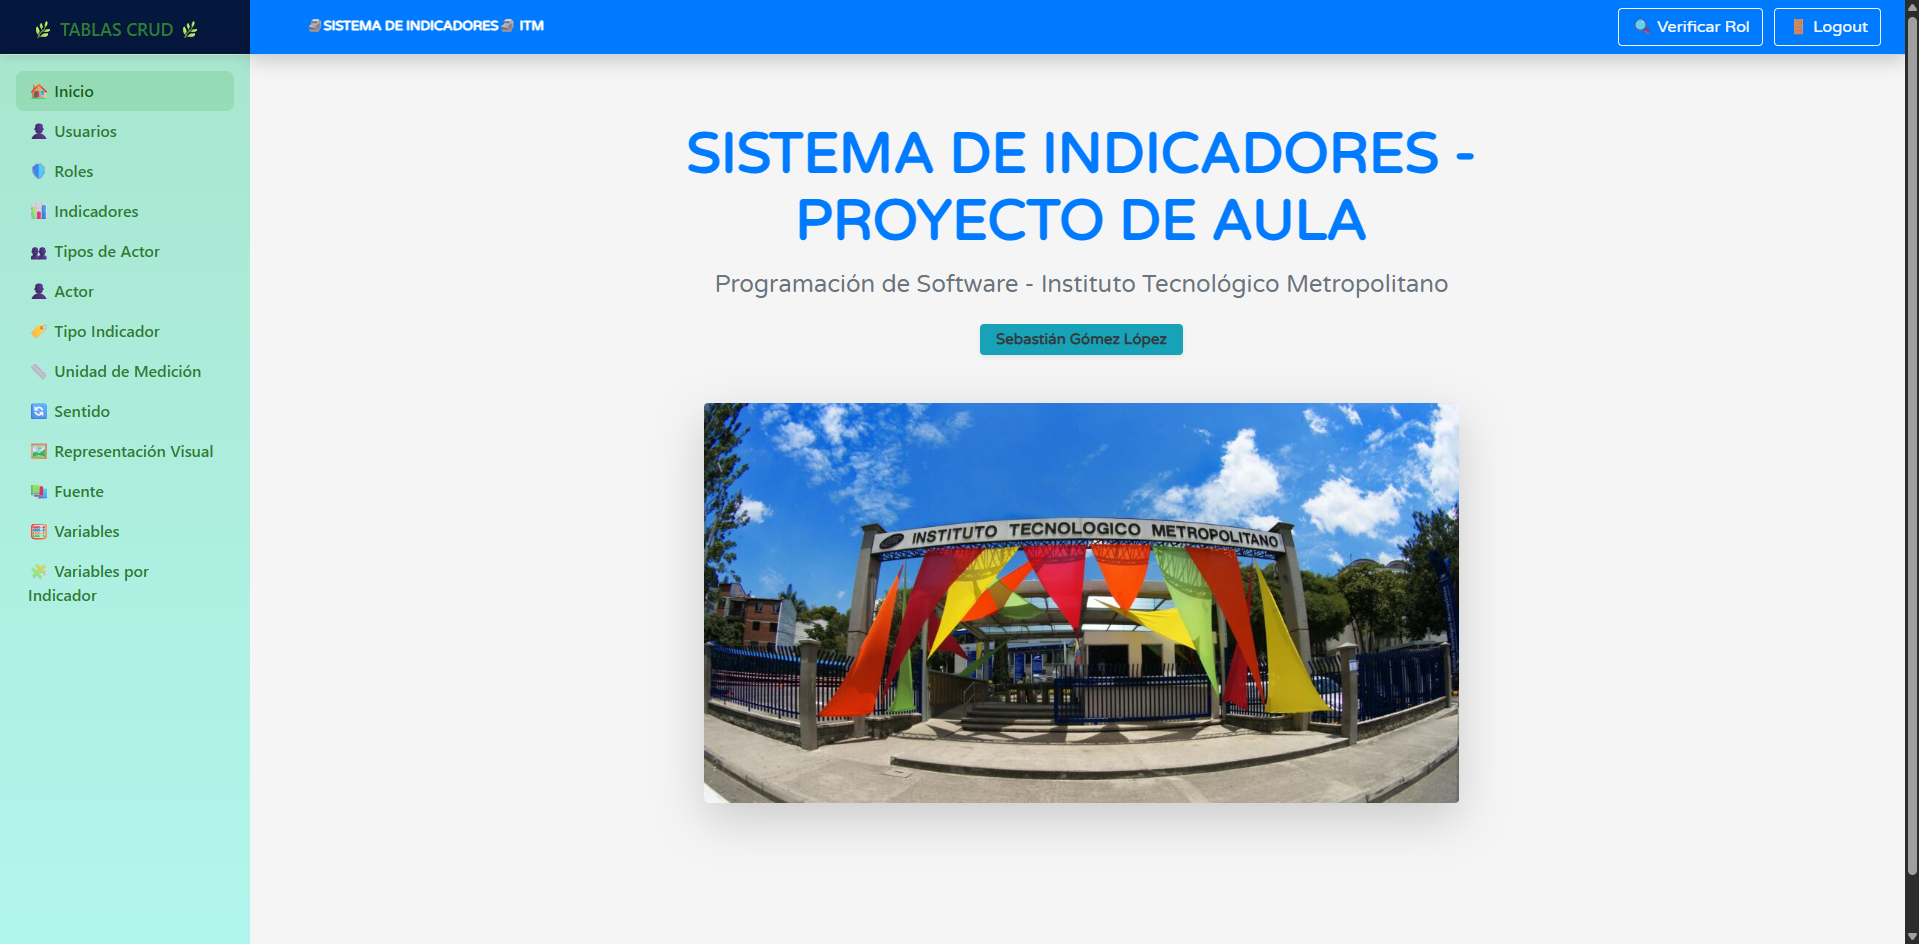 TABLAS CRUD
SISTEMA DE INDICADORES ITM
Verificar Rol
Logout
Inicio
Usuarios
Roles
Indicadores
Tipos de Actor
Actor
Tipo Indicador
Unidad de Medición
Sentido
Representación Visual
Fuente
Variables
Variables por
Indicador
SISTEMA DE INDICADORES -
PROYECTO DE AULA
Programación de Software - Instituto Tecnológico Metropolitano
Sebastián Gómez López
INSTITUTO TECNOLOGICO METROPOLITANO